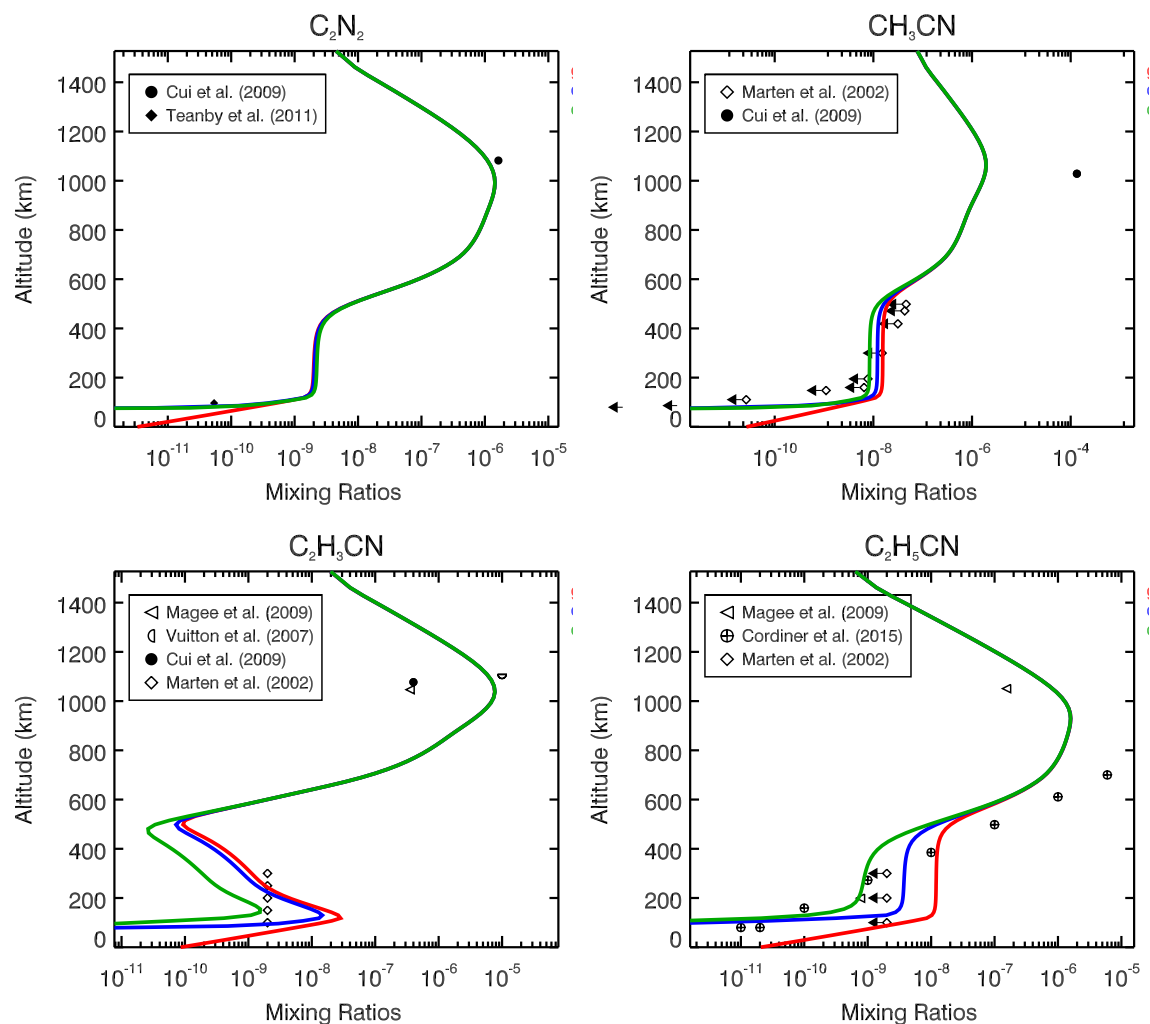 C₂N₂
1400
1200
1000
800
600
400
200
0
Altitude (km)
Cui et al. (2009)
Teanby et al. (2011)
10⁻¹¹ 10⁻¹⁰ 10⁻⁹ 10⁻⁸ 10⁻⁷ 10⁻⁶ 10⁻⁵
Mixing Ratios
CH₃CN
1400
1200
1000
800
600
400
200
0
Altitude (km)
Marten et al. (2002)
Cui et al. (2009)
10⁻¹⁰ 10⁻⁸ 10⁻⁶ 10⁻⁴
Mixing Ratios
C₂H₃CN
1400
1200
1000
800
600
400
200
0
Altitude (km)
Magee et al. (2009)
Vuitton et al. (2007)
Cui et al. (2009)
Marten et al. (2002)
10⁻¹¹ 10⁻¹⁰ 10⁻⁹ 10⁻⁸ 10⁻⁷ 10⁻⁶ 10⁻⁵
Mixing Ratios
C₂H₅CN
1400
1200
1000
800
600
400
200
0
Altitude (km)
Magee et al. (2009)
Cordiner et al. (2015)
Marten et al. (2002)
10⁻¹¹ 10⁻¹⁰ 10⁻⁹ 10⁻⁸ 10⁻⁷ 10⁻⁶ 10⁻⁵
Mixing Ratios